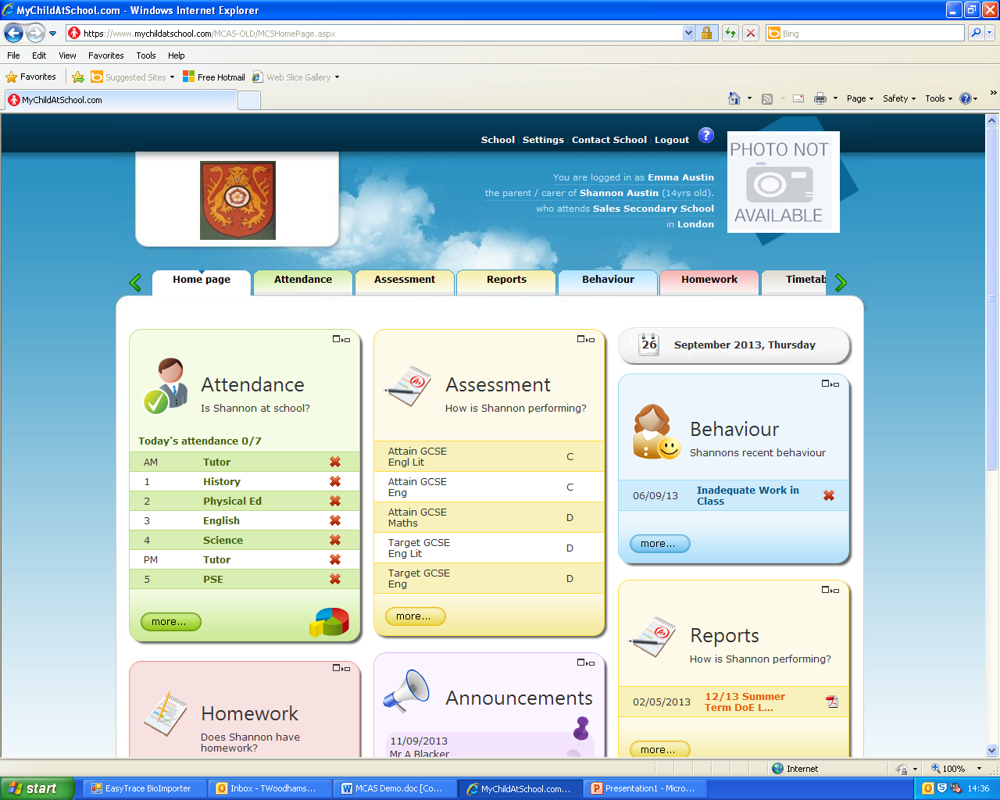 MyChildAtSchool.com - Windows Internet Explorer
https://www.mychildatschool.com/MCAS-OLD/MCSHomePage.aspx
Bing
File Edit View Favorites Tools Help
Favorites Suggested Sites Free Hotmail Web Slice Gallery
MyChildAtSchool.com
Page Safety Tools
School Settings Contact School Logout
You are logged in as Emma Austin
the parent / carer of Shannon Austin (14yrs old).
who attends Sales Secondary School
in London
PHOTO NOT
AVAILABLE
Home page Attendance Assessment Reports Behaviour Homework Timetab
Attendance
Is Shannon at school?
Today's attendance 0/7
AM Tutor
1 History
2 Physical Ed
3 English
4 Science
PM Tutor
5 PSE
more...
Assessment
How is Shannon performing?
Attain GCSE
Engl Lit C
Attain GCSE
Eng C
Attain GCSE
Maths D
Target GCSE
Eng Lit D
Target GCSE
Eng D
more...
26 September 2013, Thursday
Behaviour
Shannons recent behaviour
06/09/13 Inadequate Work in
Class
more...
Reports
How is Shannon performing?
02/05/2013 12/13 Summer
Term DoE L...
more...
Homework
Does Shannon have
homework?
Announcements
11/09/2013
Mr A Blacker
Internet 100%
start EasyTrace BioImporter Inbox - TWoodhams... MCAS Demo.doc [Co... MyChildAtSchool.com... Presentation1 - Micro... 14:36